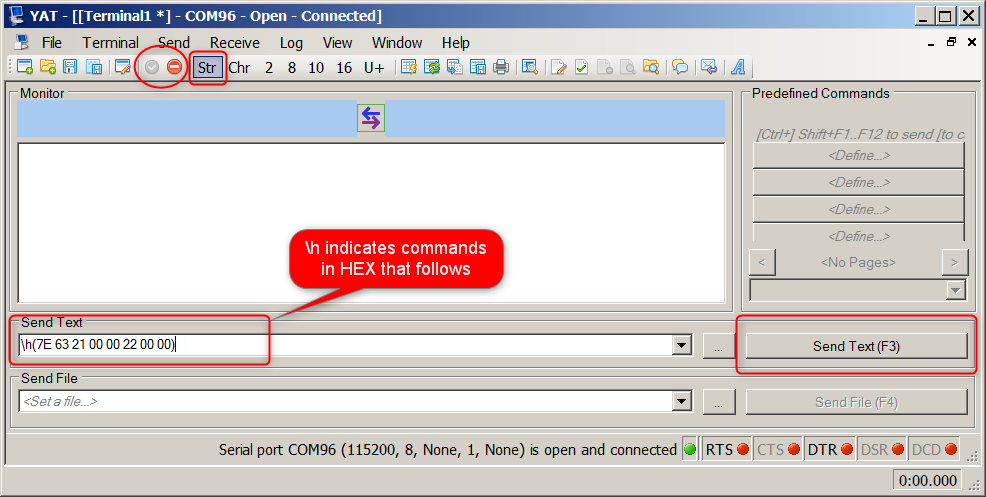 YAT - [[Terminal1 *] - COM96 - Open - Connected]
File Terminal Send Receive Log View Window Help
Str Chr 2 8 10 16 U+
Monitor
Predefined Commands
[Ctrl+] Shift+F1..F12 to send [to c
<Define...>
<Define...>
<Define...>
<Define...>
< <No Pages> >
\h indicates commands
in HEX that follows
Send Text
\h(7E 63 21 00 00 22 00 00)
... Send Text (F3)
Send File
<Set a file...>
... Send File (F4)
Serial port COM96 (115200, 8, None, 1, None) is open and connected RTS CTS DTR DSR DCD
0:00.000